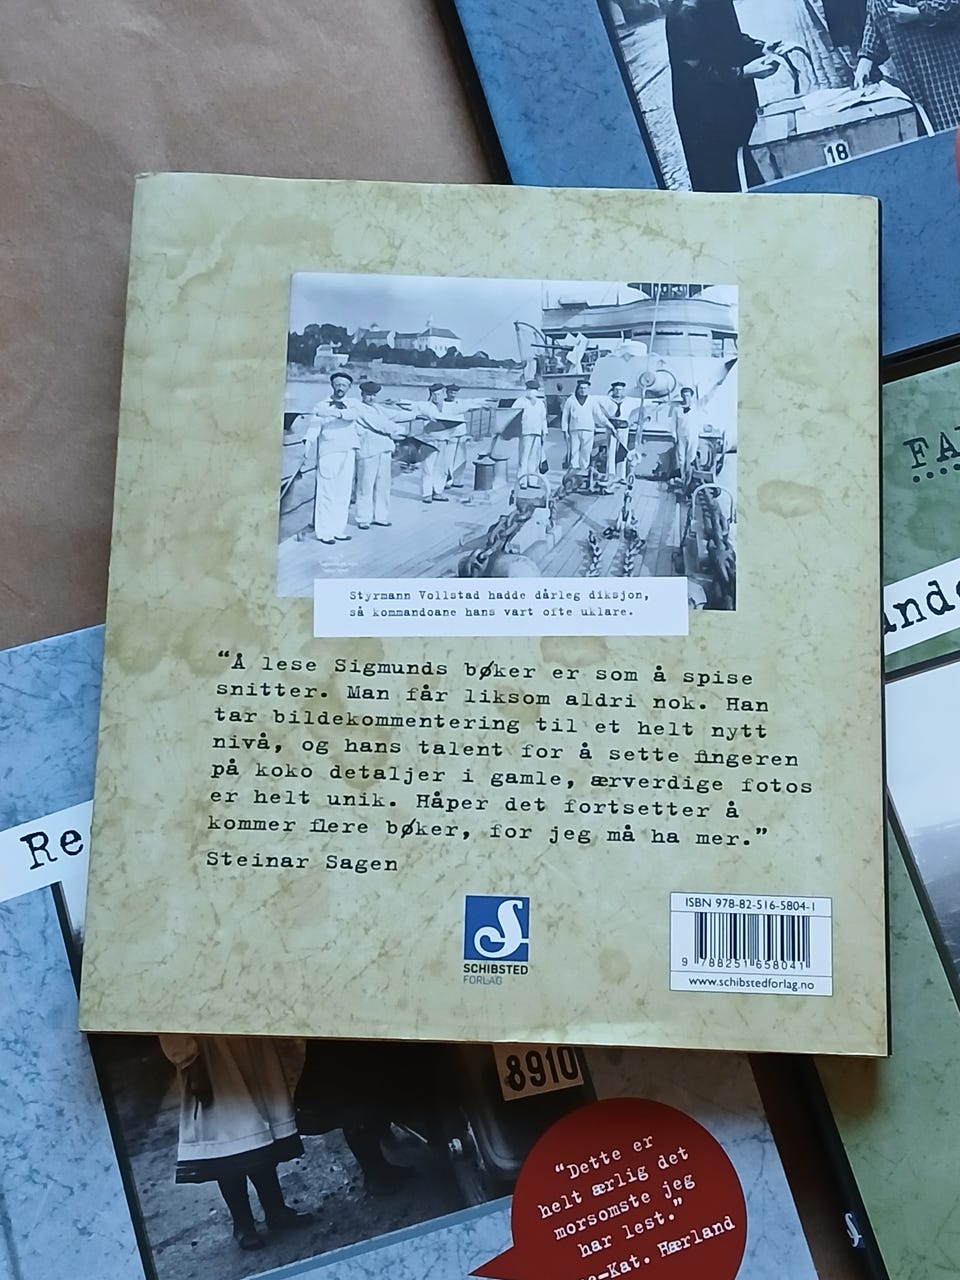 18
FA
ande
Styrmann Vollstad hadde dårleg diksjon,
så kommandoane hans vart ofte uklare.
“Å lese Sigmunds bøker er som å spise
snitter. Man får liksom aldri nok. Han
tar bildekommentering til et helt nytt
nivå, og hans talent for å sette fingeren
på koko detaljer i gamle, ærverdige fotos
er helt unik. Håper det fortsetter å
kommer flere bøker, for jeg må ha mer.”
Steinar Sagen
Re
SCHIBSTED
FORLAG
ISBN 978-82-516-5804-1
9 788251 658041
www.schibstedforlag.no
8910
“Dette er
helt ærlig det
morsomste jeg
har lest.”
-Kat. Hærland